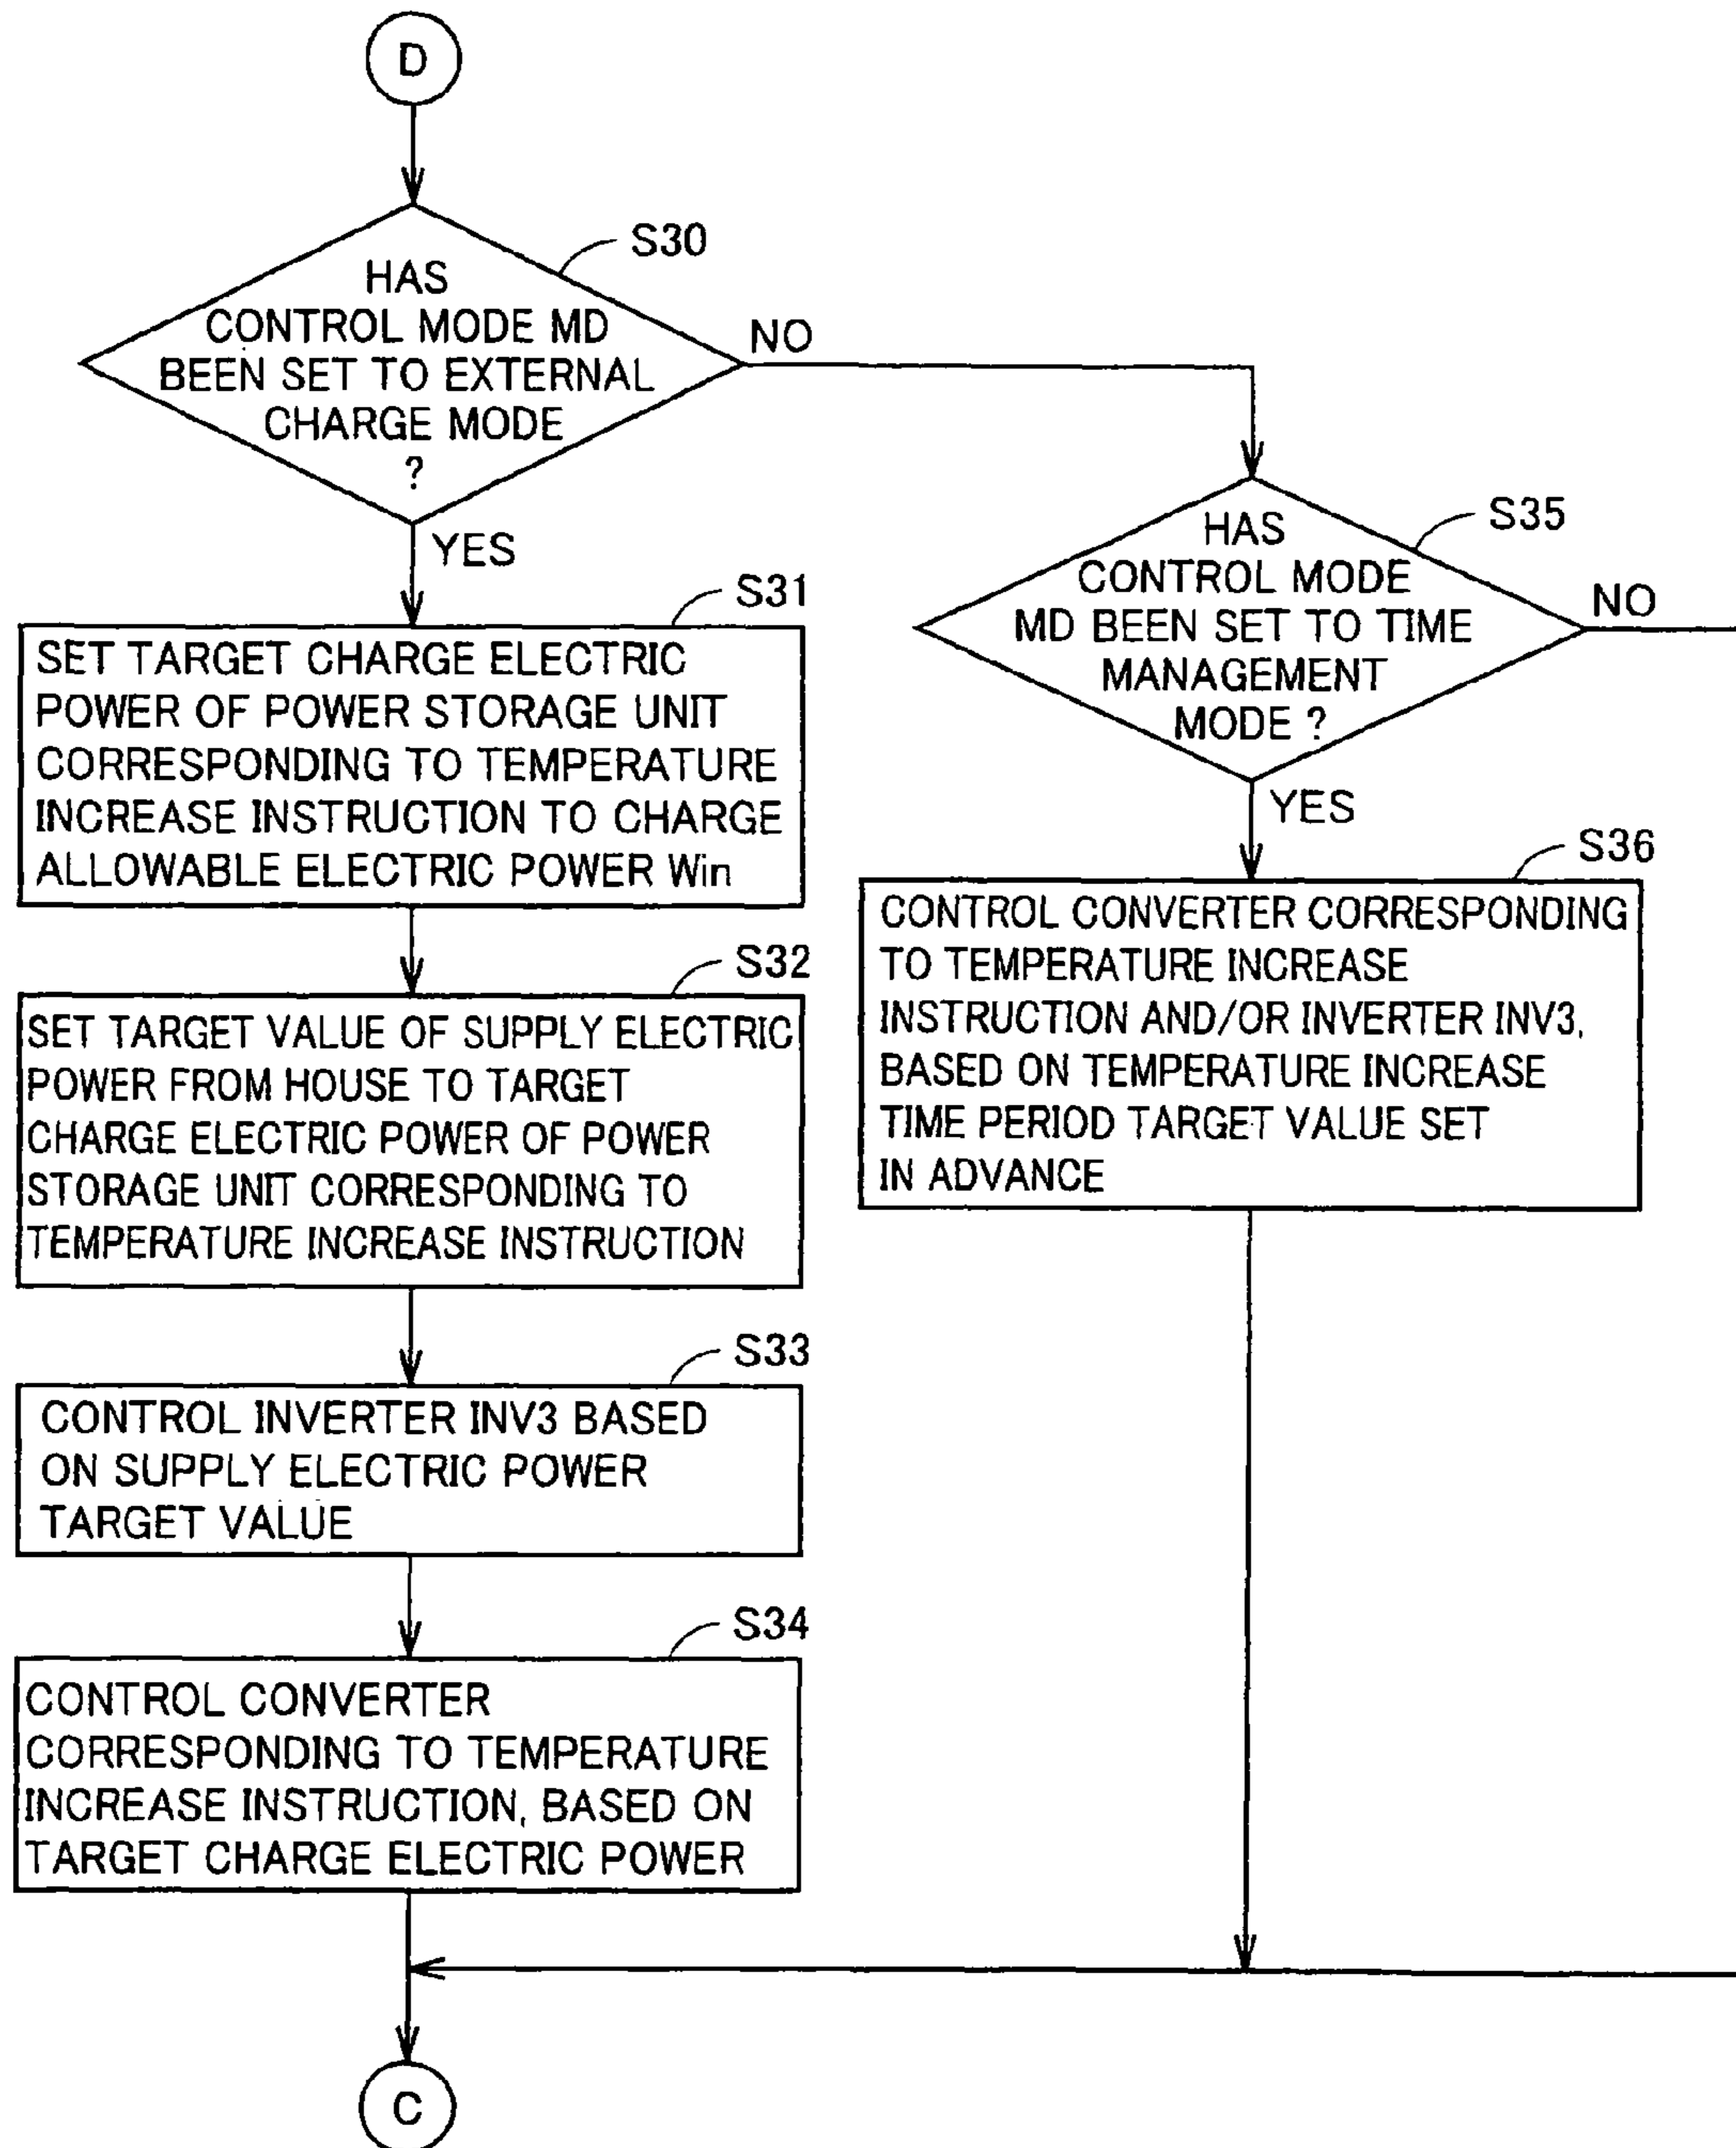 D
S30
HAS
CONTROL MODE MD
BEEN SET TO EXTERNAL
CHARGE MODE
?
NO
YES
S31
SET TARGET CHARGE ELECTRIC
POWER OF POWER STORAGE UNIT
CORRESPONDING TO TEMPERATURE
INCREASE INSTRUCTION TO CHARGE
ALLOWABLE ELECTRIC POWER Win
S32
SET TARGET VALUE OF SUPPLY ELECTRIC
POWER FROM HOUSE TO TARGET
CHARGE ELECTRIC POWER OF POWER
STORAGE UNIT CORRESPONDING TO
TEMPERATURE INCREASE INSTRUCTION
S33
CONTROL INVERTER INV3 BASED
ON SUPPLY ELECTRIC POWER
TARGET VALUE
S34
CONTROL CONVERTER
CORRESPONDING TO TEMPERATURE
INCREASE INSTRUCTION, BASED ON
TARGET CHARGE ELECTRIC POWER
S35
HAS
CONTROL MODE
MD BEEN SET TO TIME
MANAGEMENT
MODE ?
NO
YES
S36
CONTROL CONVERTER CORRESPONDING
TO TEMPERATURE INCREASE
INSTRUCTION AND/OR INVERTER INV3,
BASED ON TEMPERATURE INCREASE
TIME PERIOD TARGET VALUE SET
IN ADVANCE
C